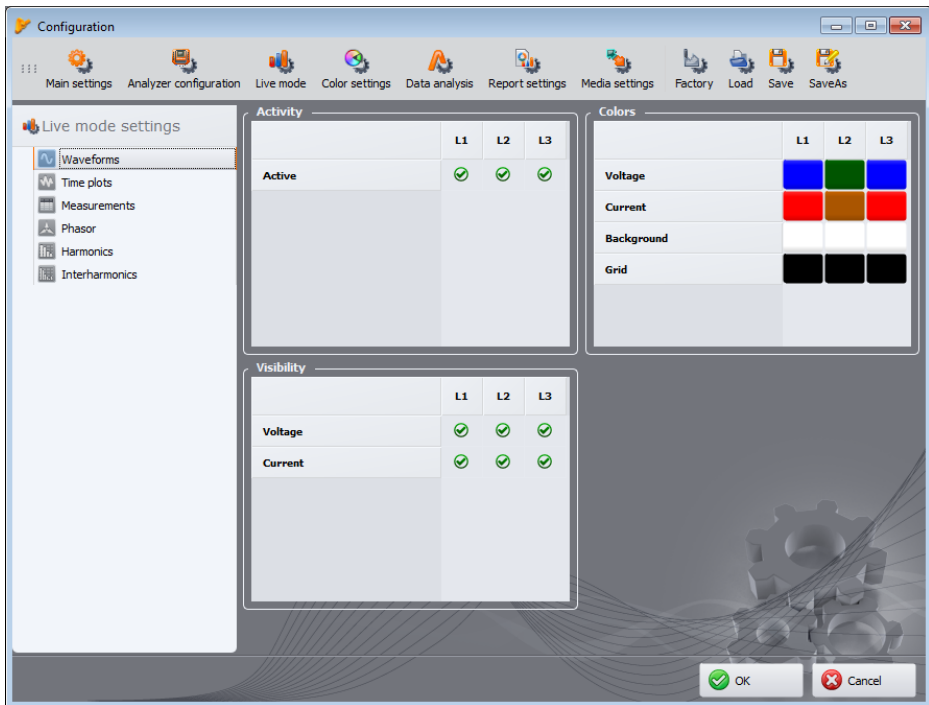 Configuration
Main settings Analyzer configuration Live mode Color settings Data analysis Report settings Media settings Factory Load Save SaveAs
Live mode settings
Waveforms
Time plots
Measurements
Phasor
Harmonics
Interharmonics
Activity
L1 L2 L3
Active
Colors
L1 L2 L3
Voltage
Current
Background
Grid
Visibility
L1 L2 L3
Voltage
Current
OK Cancel